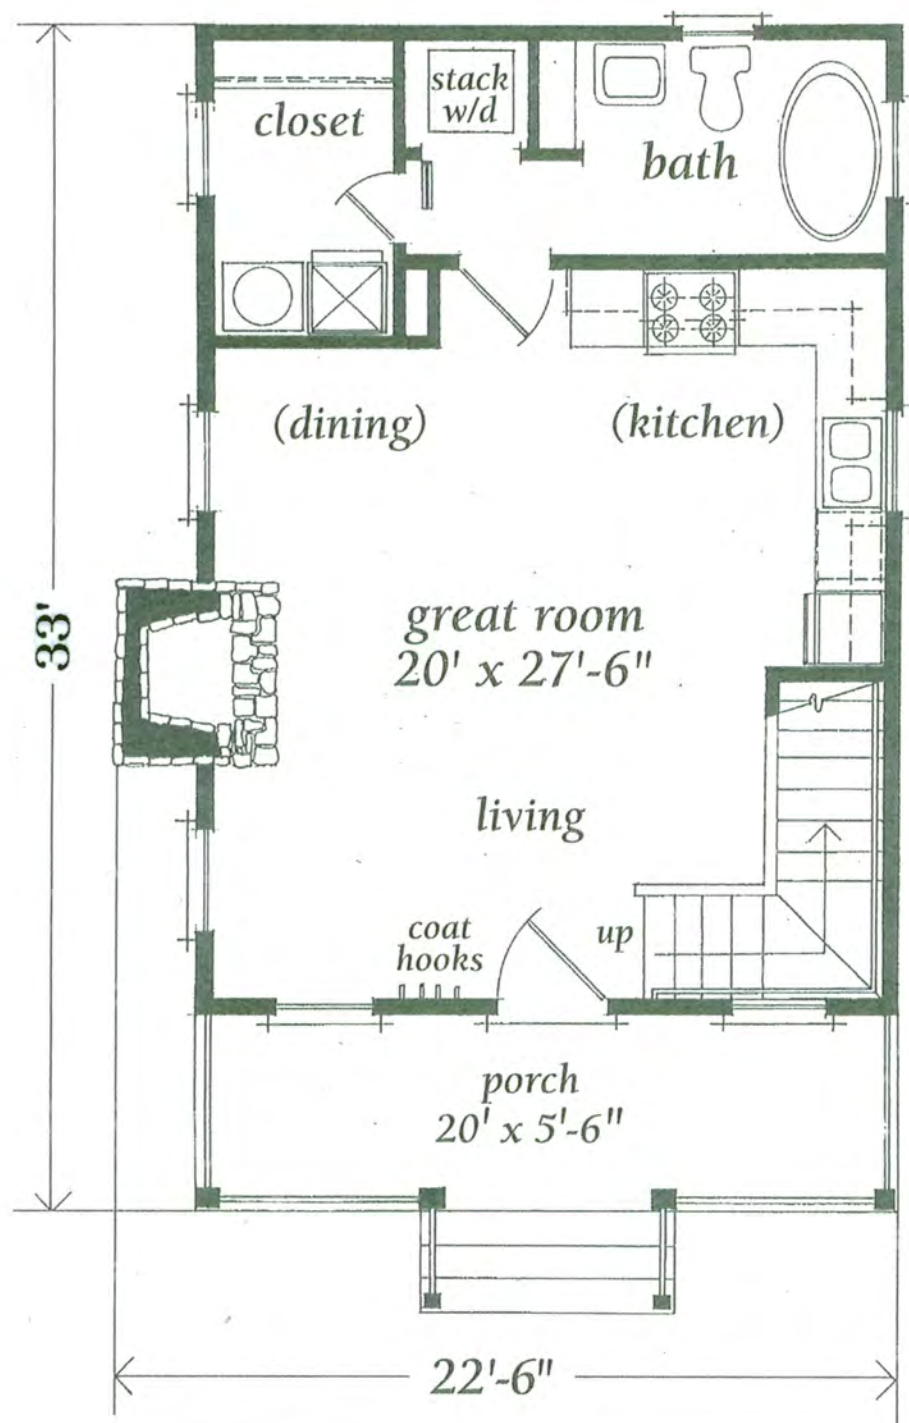 stack
w/d
closet
bath
(dining)
(kitchen)
33'
great room
20' x 27'-6"
living
coat
hooks
up
porch
20' x 5'-6"
22'-6"